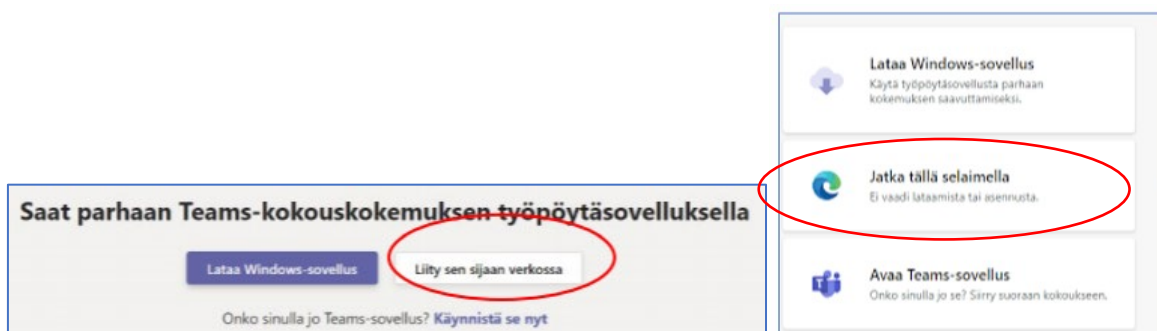 Saat parhaan Teams-kokouskokemuksen työpöytäsovelluksella
Lataa Windows-sovellus
Liity sen sijaan verkossa
Onko sinulla jo Teams-sovellus? Käynnistä se nyt
Lataa Windows-sovellus
Käytä työpöytäsovellusta parhaan
kokemuksen saavuttamiseksi.
Jatka tällä selaimella
Ei vaadi lataamista tai asennusta.
Avaa Teams-sovellus
Onko sinulla jo se? Siirry suoraan kokoukseen.